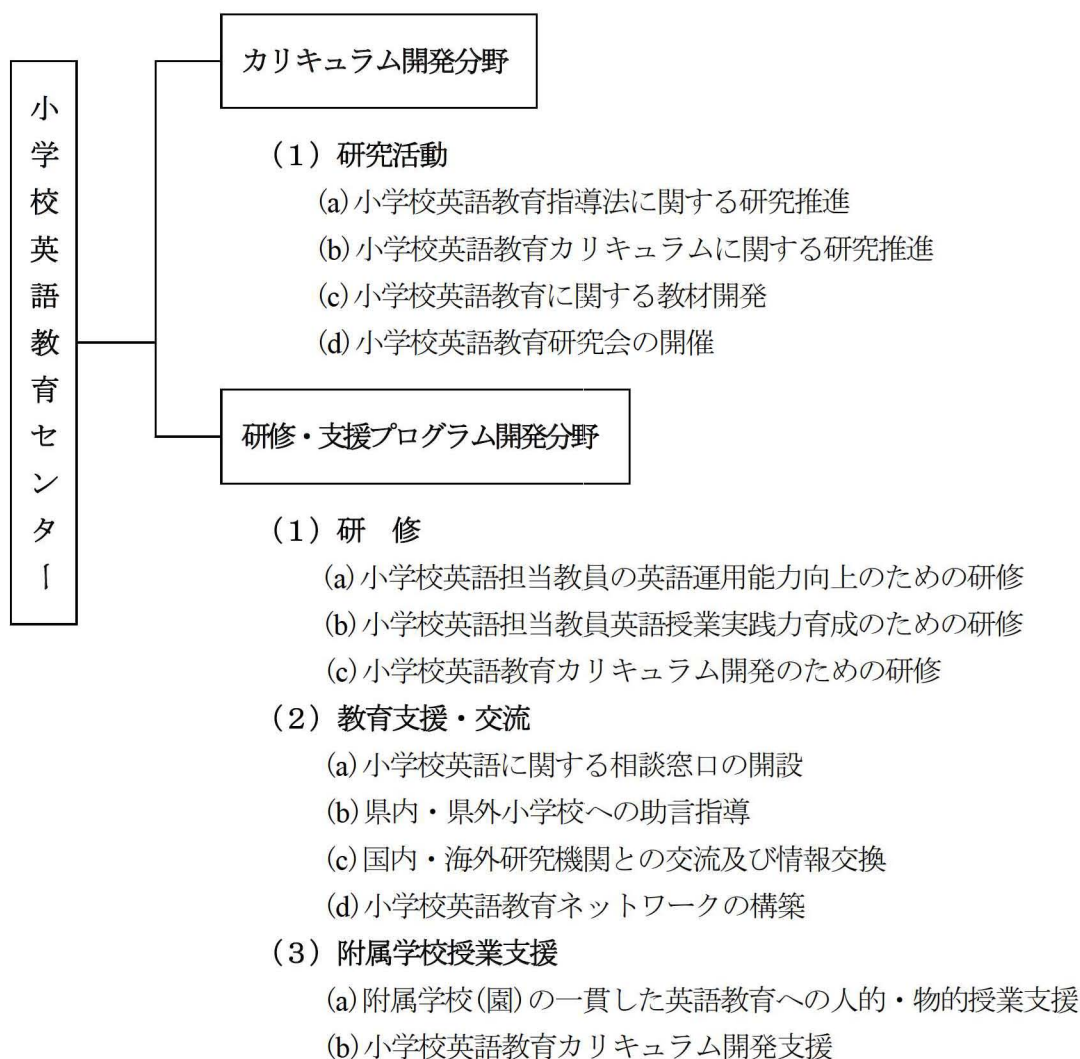 小学校英語教育センター
カリキュラム開発分野
(1) 研究活動
(a)小学校英語教育指導法に関する研究推進
(b)小学校英語教育カリキュラムに関する研究推進
(c)小学校英語教育に関する教材開発
(d)小学校英語教育研究会の開催
研修・支援プログラム開発分野
(1) 研　修
(a)小学校英語担当教員の英語運用能力向上のための研修
(b)小学校英語担当教員英語授業実践力育成のための研修
(c)小学校英語教育カリキュラム開発のための研修
(2) 教育支援・交流
(a)小学校英語に関する相談窓口の開設
(b)県内・県外小学校への助言指導
(c)国内・海外研究機関との交流及び情報交換
(d)小学校英語教育ネットワークの構築
(3) 附属学校授業支援
(a)附属学校(園)の一貫した英語教育への人的・物的授業支援
(b)小学校英語教育カリキュラム開発支援